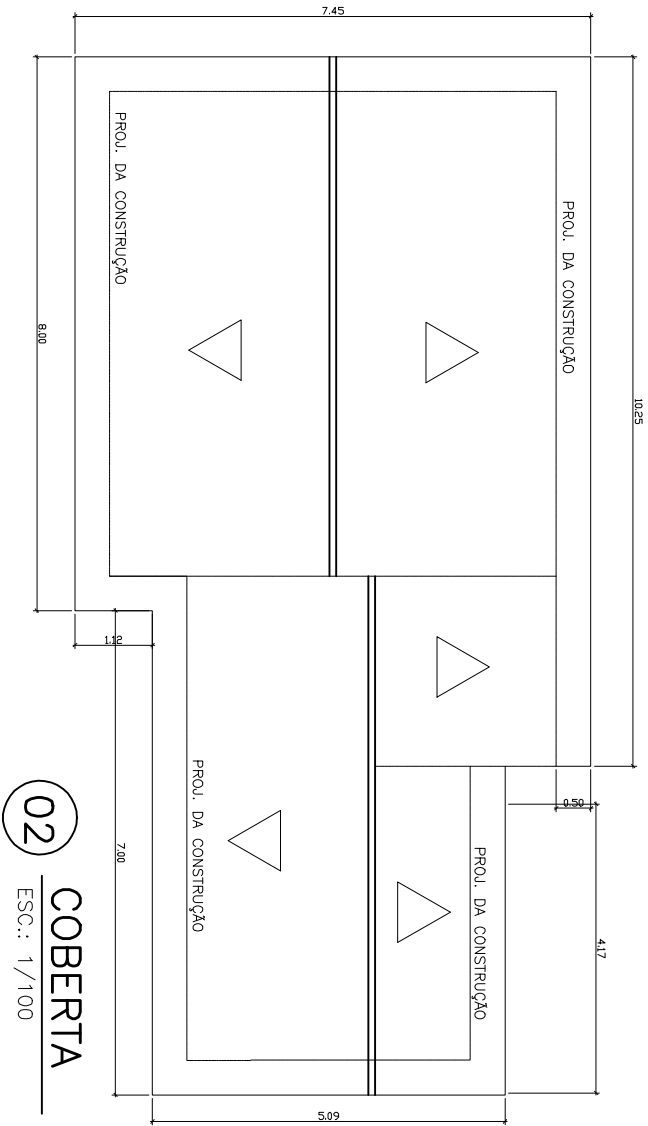 7.45
PROJ. DA CONSTRUÇÃO
PROJ. DA CONSTRUÇÃO
8.00
10.25
1.12
0.50
PROJ. DA CONSTRUÇÃO
PROJ. DA CONSTRUÇÃO
7.00
4.17
5.09
02
COBERTA
ESC.: 1/100